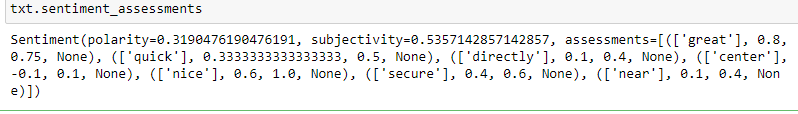 txt.sentiment_assessments
Sentiment(polarity=0.3190476190476191, subjectivity=0.5357142857142857, assessments=[(['great'], 0.8,
0.75, None), (['quick'], 0.3333333333333333, 0.5, None), (['directly'], 0.1, 0.4, None), (['center'],
-0.1, 0.1, None), (['nice'], 0.6, 1.0, None), (['secure'], 0.4, 0.6, None), (['near'], 0.1, 0.4, Non
e)])